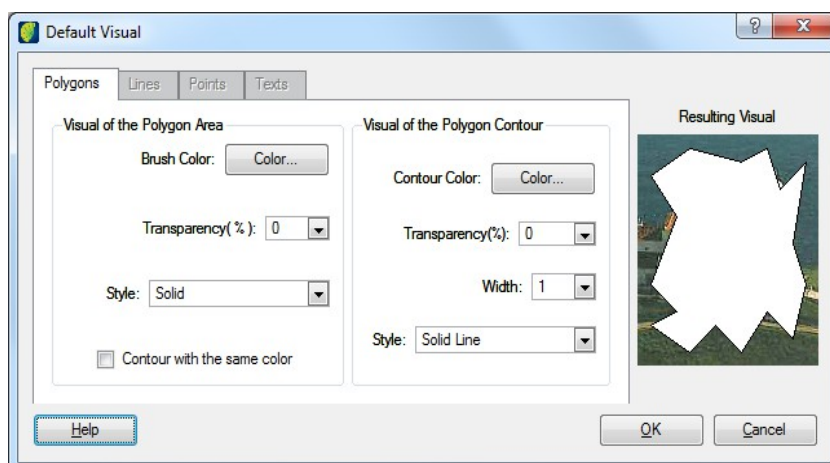 Default Visual
?
Polygons Lines Points Texts
Visual of the Polygon Area
Brush Color: Color...
Transparency( % ): 0
Style: Solid
Contour with the same color
Visual of the Polygon Contour
Contour Color: Color...
Transparency(%): 0
Width: 1
Style: Solid Line
Resulting Visual
Help
OK
Cancel